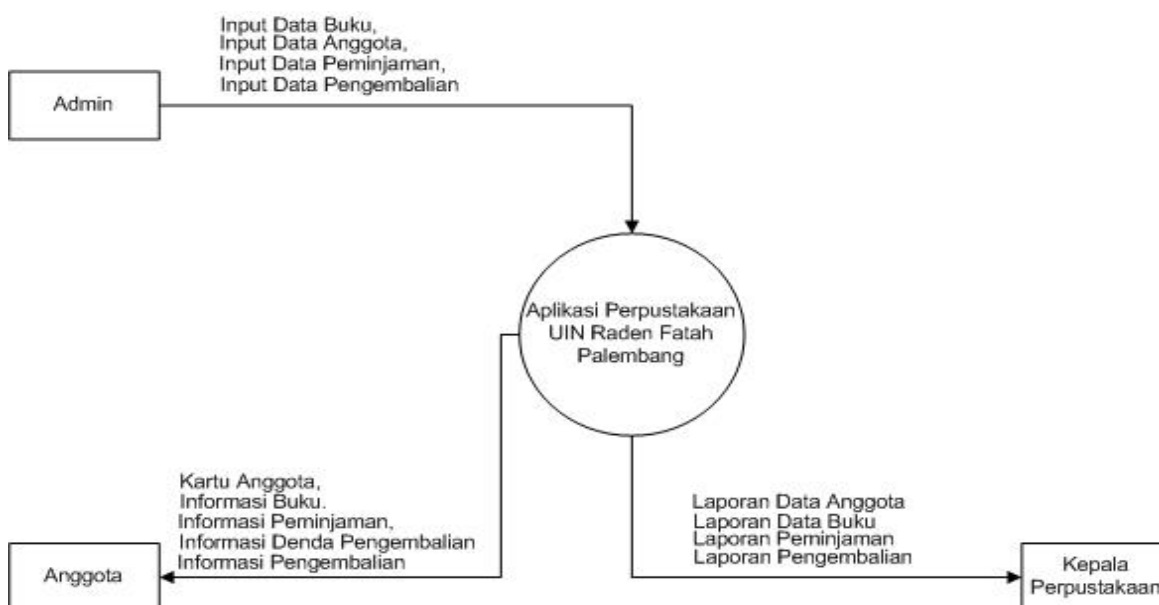 Input Data Buku,
Input Data Anggota,
Input Data Peminjaman,
Input Data Pengembalian
Admin
Aplikasi Perpustakaan
UIN Raden Fatah
Palembang
Kartu Anggota,
Informasi Buku.
Informasi Peminjaman,
Informasi Denda Pengembalian
Informasi Pengembalian
Anggota
Laporan Data Anggota
Laporan Data Buku
Laporan Peminjaman
Laporan Pengembalian
Kepala
Perpustakaan